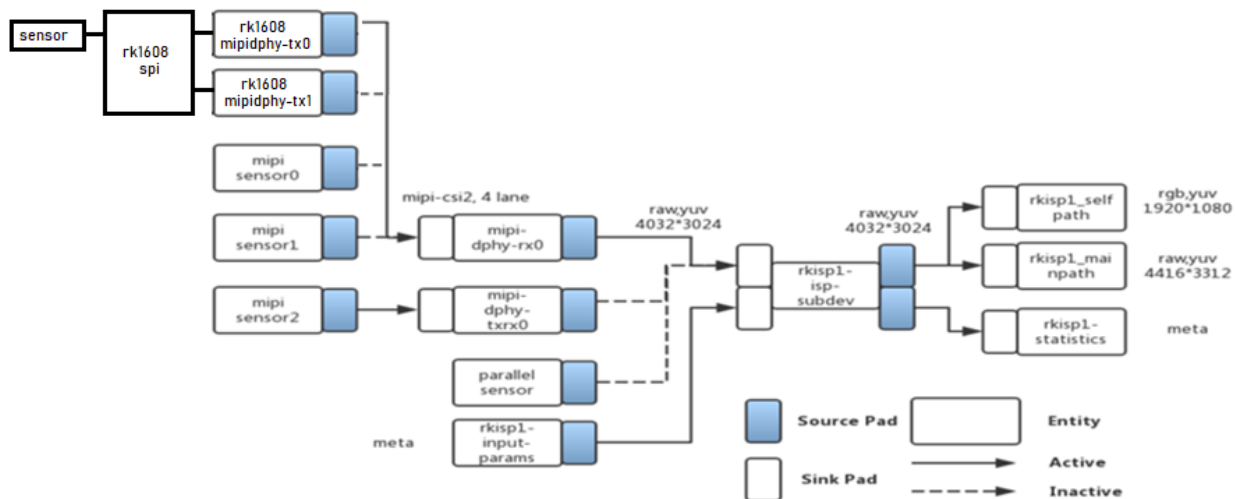 sensor
rk1608
spi
rk1608
mipidphy-tx0
rk1608
mipidphy-tx1
mipi
sensor0
mipi
sensor1
mipi
sensor2
mipi-csi2, 4 lane
mipi-
dphy-rx0
mipi-
dphy-
txrx0
parallel
sensor
meta
rkisp1-
input-
params
raw,yuv
4032*3024
rkisp1-
isp-
subdev
raw,yuv
4032*3024
rkisp1_self
path
rgb,yuv
1920*1080
rkisp1_ma
inpath
raw,yuv
4416*3312
rkisp1-
statistics
meta
Source Pad
Entity
Sink Pad
Active
Inactive